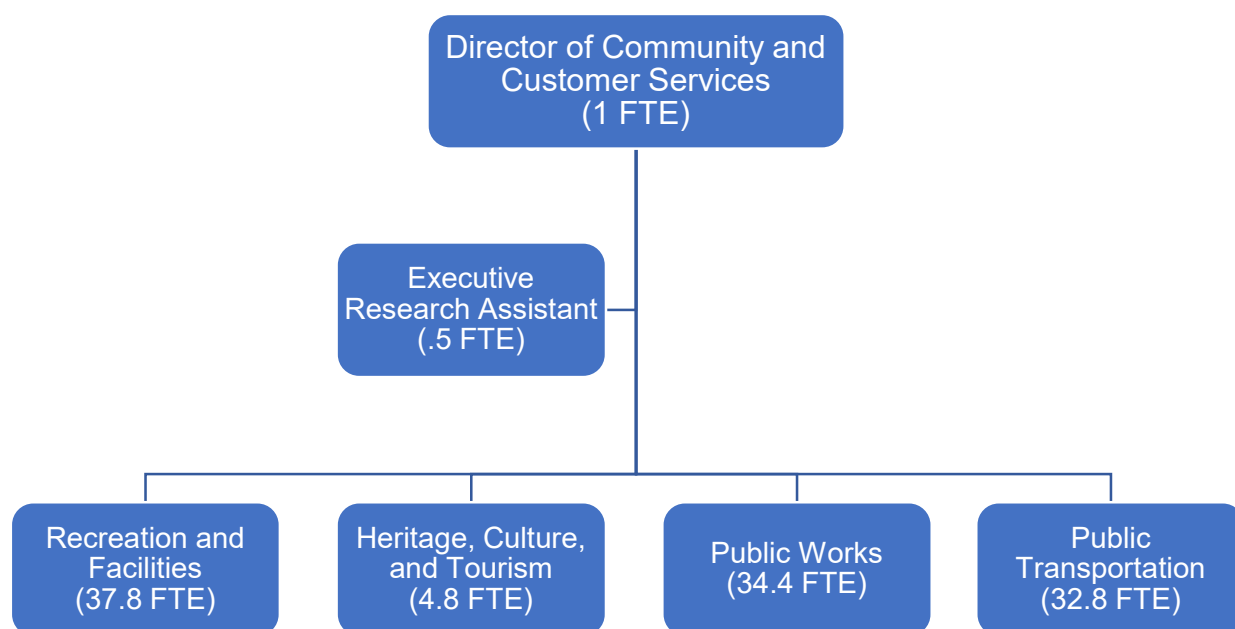 Director of Community and
Customer Services
(1 FTE)
Executive
Research Assistant
(.5 FTE)
Recreation and
Facilities
(37.8 FTE)
Heritage, Culture,
and Tourism
(4.8 FTE)
Public Works
(34.4 FTE)
Public
Transportation
(32.8 FTE)